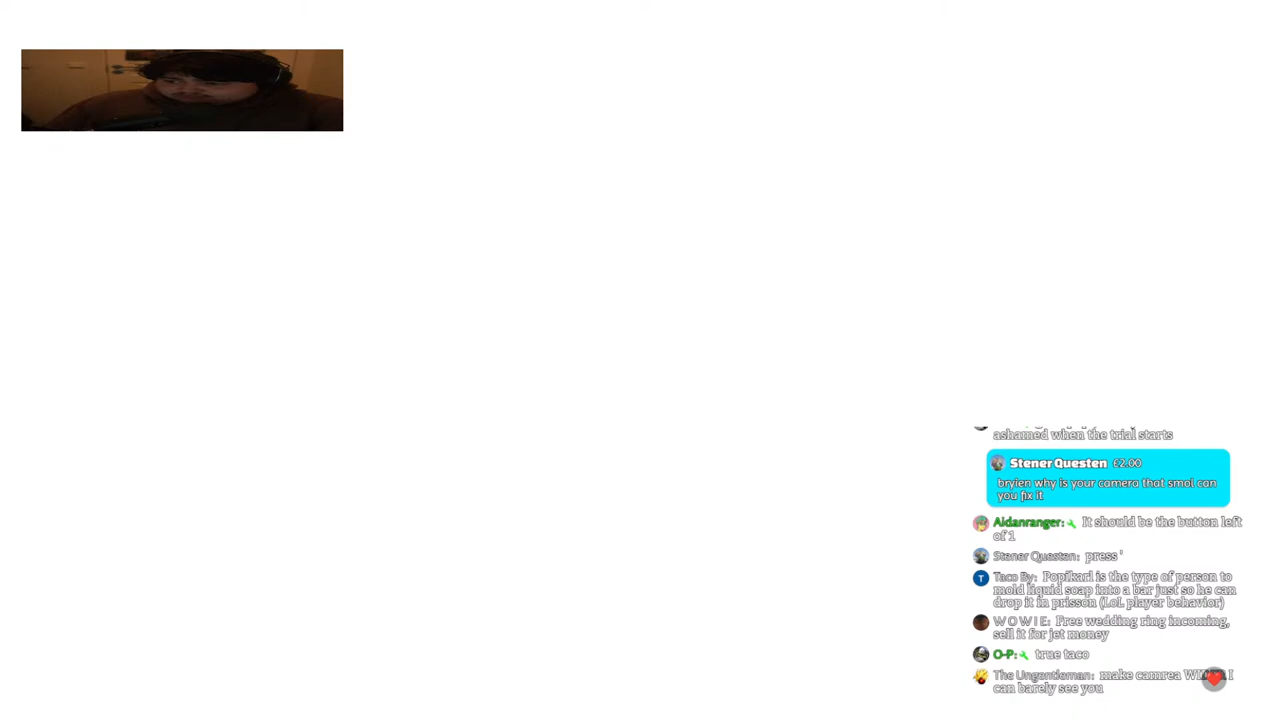 ashamed when the trial starts
Stener Questen £2.00
bryien why is your camera that smol can
you fix it
Aidanranger: It should be the button left
of 1
Stener Questen: press '
T Taco By: Popikarl is the type of person to
mold liquid soap into a bar just so he can
drop it in prisson (LoL player behavior)
W O W I E: Free wedding ring incoming,
sell it for jet money
O-P: true taco
The Ungentleman: make camrea I
can barely see you